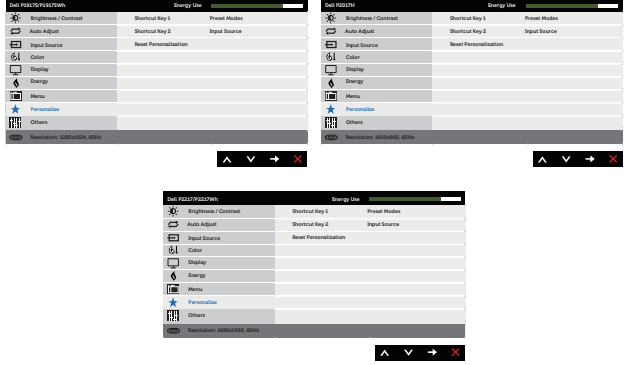 Dell P1917S/P1917SWh Energy Use
Brightness / Contrast Shortcut Key 1 Preset Modes
Auto Adjust Shortcut Key 2 Input Source
Input Source Reset Personalization
Color
Display
Energy
Menu
Personalize
Others
Resolution: 1280x1024, 60Hz
Dell P2017H Energy Use
Brightness / Contrast Shortcut Key 1 Preset Modes
Auto Adjust Shortcut Key 2 Input Source
Input Source Reset Personalization
Color
Display
Energy
Menu
Personalize
Others
Resolution: 1600x900, 60Hz
Dell P2217/P2217Wh Energy Use
Brightness / Contrast Shortcut Key 1 Preset Modes
Auto Adjust Shortcut Key 2 Input Source
Input Source Reset Personalization
Color
Display
Energy
Menu
Personalize
Others
Resolution: 1680x1050, 60Hz